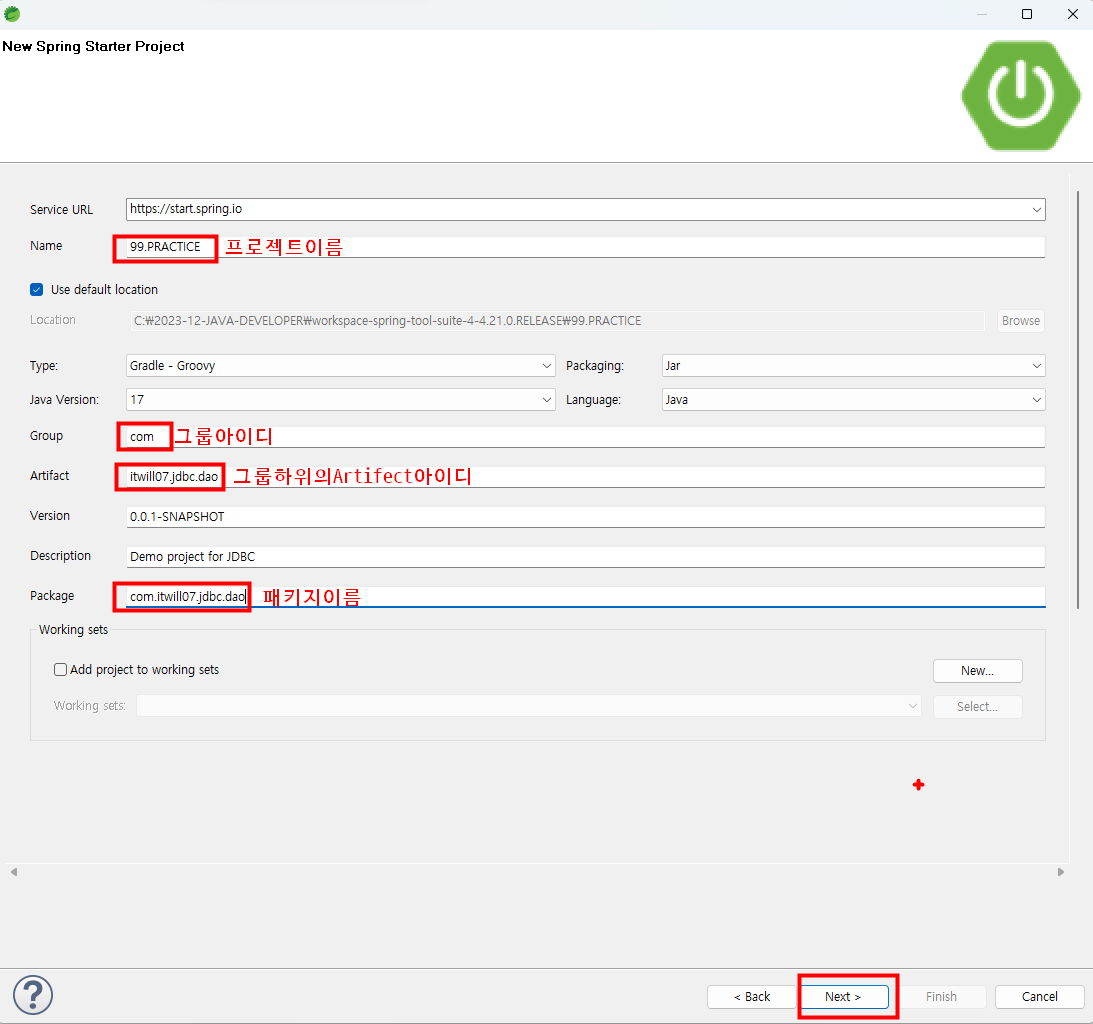 New Spring Starter Project
Service URL https://start.spring.io
Name 99.PRACTICE 프로젝트이름
Use default location
Location C:₩2023-12-JAVA-DEVELOPER₩workspace-spring-tool-suite-4-4.21.0.RELEASE₩99.PRACTICE Browse
Type: Gradle - Groovy Packaging: Jar
Java Version: 17 Language: Java
Group com 그룹아이디
Artifact itwill07.jdbc.dao 그룹하위의Artifect아이디
Version 0.0.1-SNAPSHOT
Description Demo project for JDBC
Package com.itwill07.jdbc.dao 패키지이름
Working sets
Add project to working sets New...
Working sets: Select...
? < Back Next > Finish Cancel